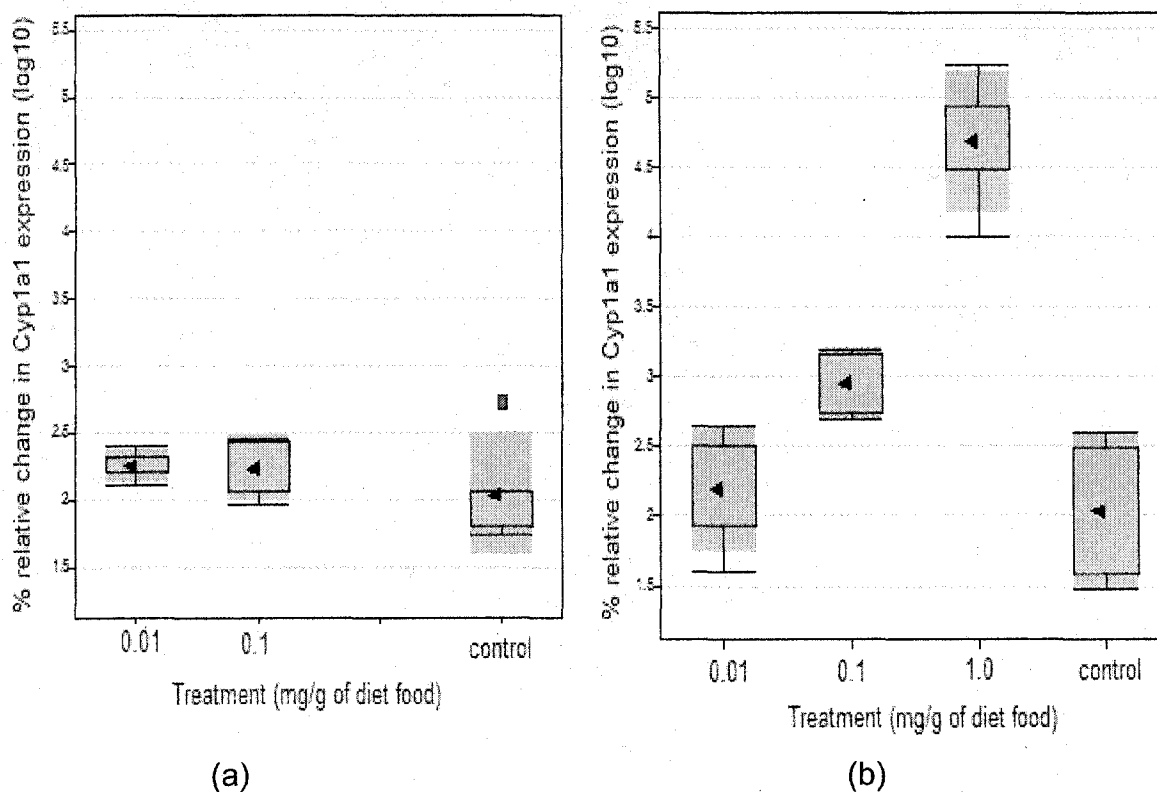 % relative change in Cyp1a1 expression (log10)
5.5
5
4.5
4
3.5
3
2.5
2
1.5
0.01 0.1 control
Treatment (mg/g of diet food)
(a)
% relative change in Cyp1a1 expression (log10)
5.5
5
4.5
4
3.5
3
2.5
2
1.5
0.01 0.1 1.0 control
Treatment (mg/g of diet food)
(b)